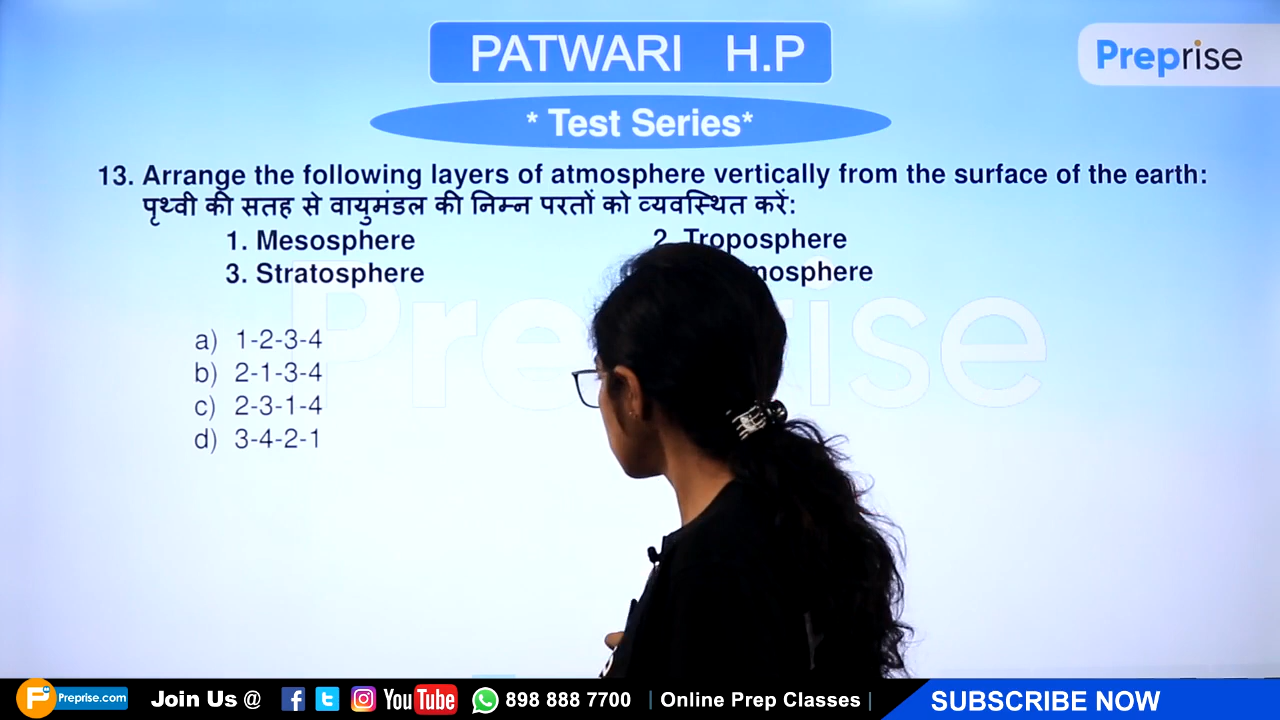 PATWARI H.P
Preprise
* Test Series*
13. Arrange the following layers of atmosphere vertically from the surface of the earth:
पृथ्वी की सतह से वायुमंडल की निम्न परतों को व्यवस्थित करें:
1. Mesosphere 2. Troposphere
3. Stratosphere mosphere
a) 1-2-3-4
b) 2-1-3-4
c) 2-3-1-4
d) 3-4-2-1
Preprise.com Join Us @ YouTube 898 888 7700 | Online Prep Classes | SUBSCRIBE NOW